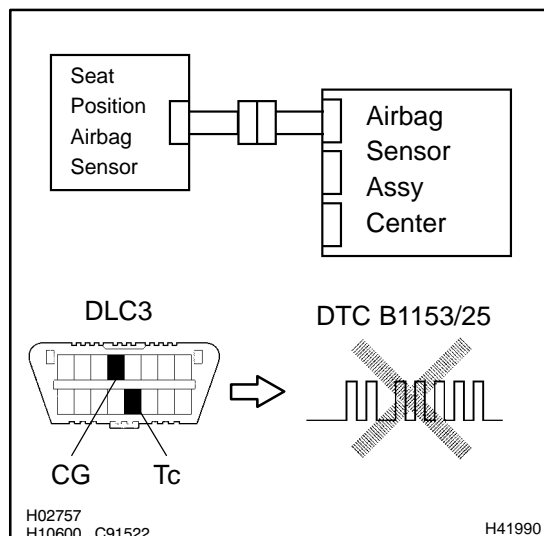 Seat
Position
Airbag
Sensor
Airbag
Sensor
Assy
Center
DLC3
DTC B1153/25
CG
Tc
H02757
H10600 C91522
H41990